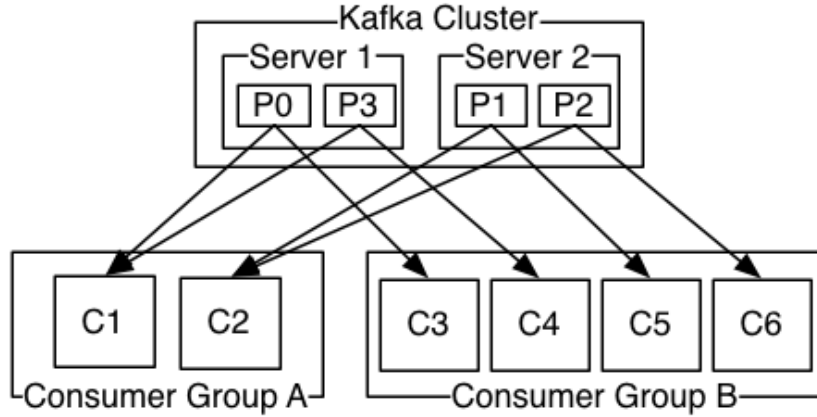 Kafka Cluster
Server 1
Server 2
P0
P3
P1
P2
C1
C2
C3
C4
C5
C6
Consumer Group A
Consumer Group B